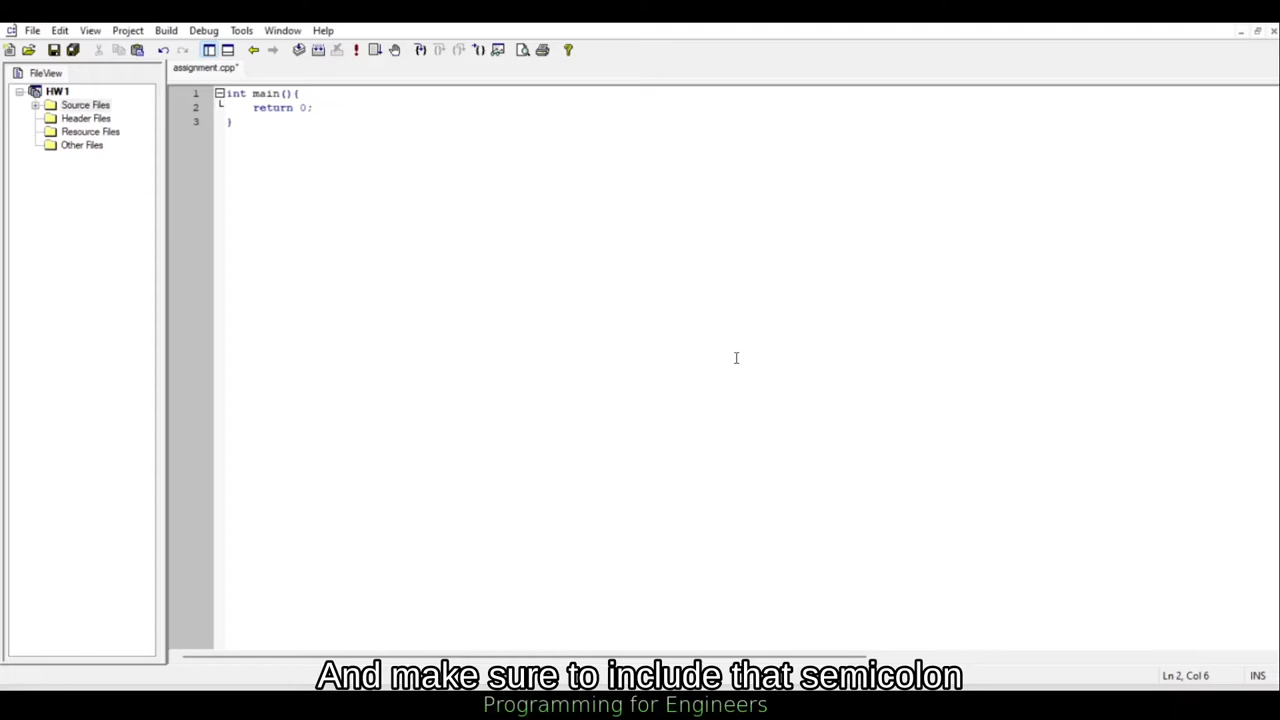 File Edit View Project Build Debug Tools Window Help
FileView
assignment.cpp*
HW1
Source Files
Header Files
Resource Files
Other Files
1 int main(){
2 return 0;
3 }
And make sure to include that semicolon
Ln 2, Col 6 INS
Programming for Engineers